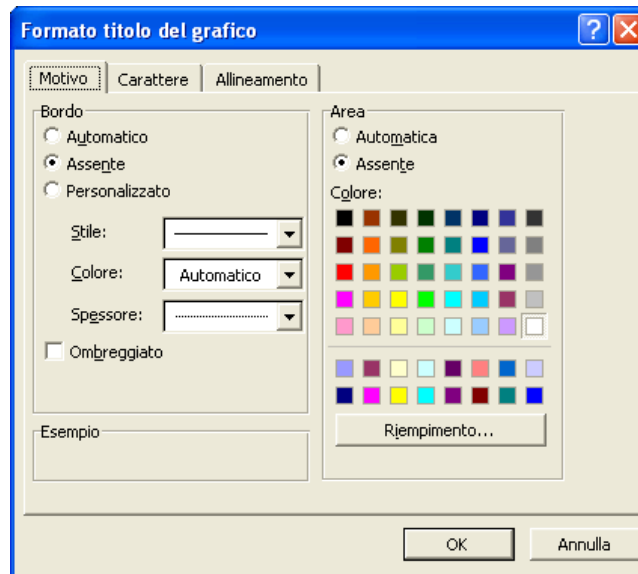 Formato titolo del grafico
Motivo
Carattere
Allineamento
Bordo
Automatico
Assente
Personalizzato
Stile:
Colore:
Automatico
Spessore:
Ombreggiato
Esempio
Area
Automatica
Assente
Colore:
Riempimento...
OK
Annulla